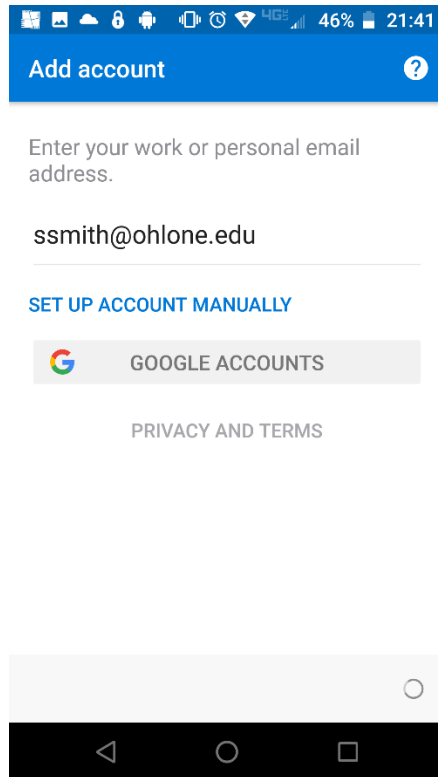 4GE 46% 21:41
Add account ?
Enter your work or personal email
address.
ssmith@ohlone.edu
SET UP ACCOUNT MANUALLY
GOOGLE ACCOUNTS
PRIVACY AND TERMS